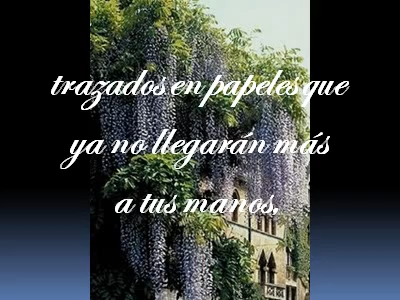 trazados en papeles que
ya no llegarán más
a tus manos,